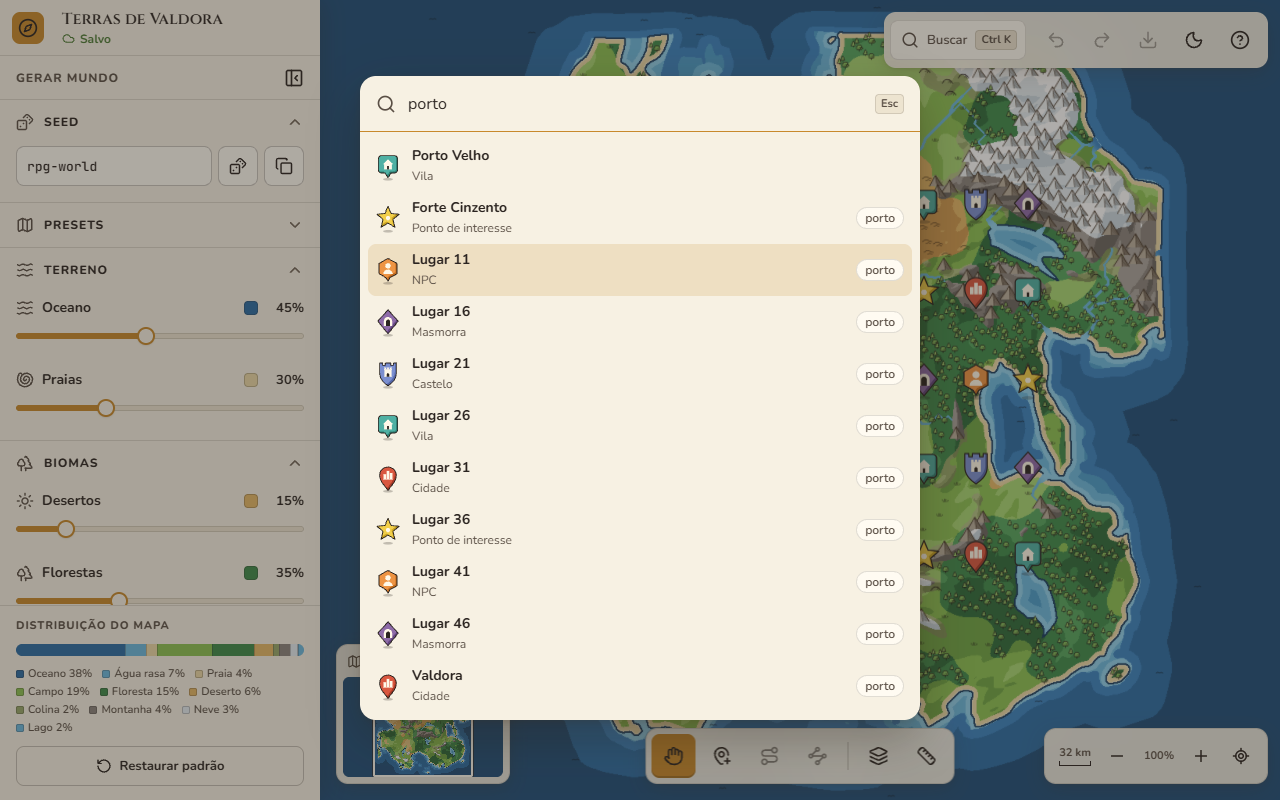 Terras de Valdora
Salvo
GERAR MUNDO
SEED
rpg-world
PRESETS
TERRENO
Oceano 45%
Praias 30%
BIOMAS
Desertos 15%
Florestas 35%
DISTRIBUIÇÃO DO MAPA
Oceano 38% Água rasa 7% Praia 4%
Campo 19% Floresta 15% Deserto 6%
Colina 2% Montanha 4% Neve 3%
Lago 2%
Restaurar padrão
Buscar Ctrl K
porto Esc
Porto Velho
Vila
Forte Cinzento
Ponto de interesse
porto
Lugar 11
NPC
porto
Lugar 16
Masmorra
porto
Lugar 21
Castelo
porto
Lugar 26
Vila
porto
Lugar 31
Cidade
porto
Lugar 36
Ponto de interesse
porto
Lugar 41
NPC
porto
Lugar 46
Masmorra
porto
Valdora
Cidade
porto
32 km
100%